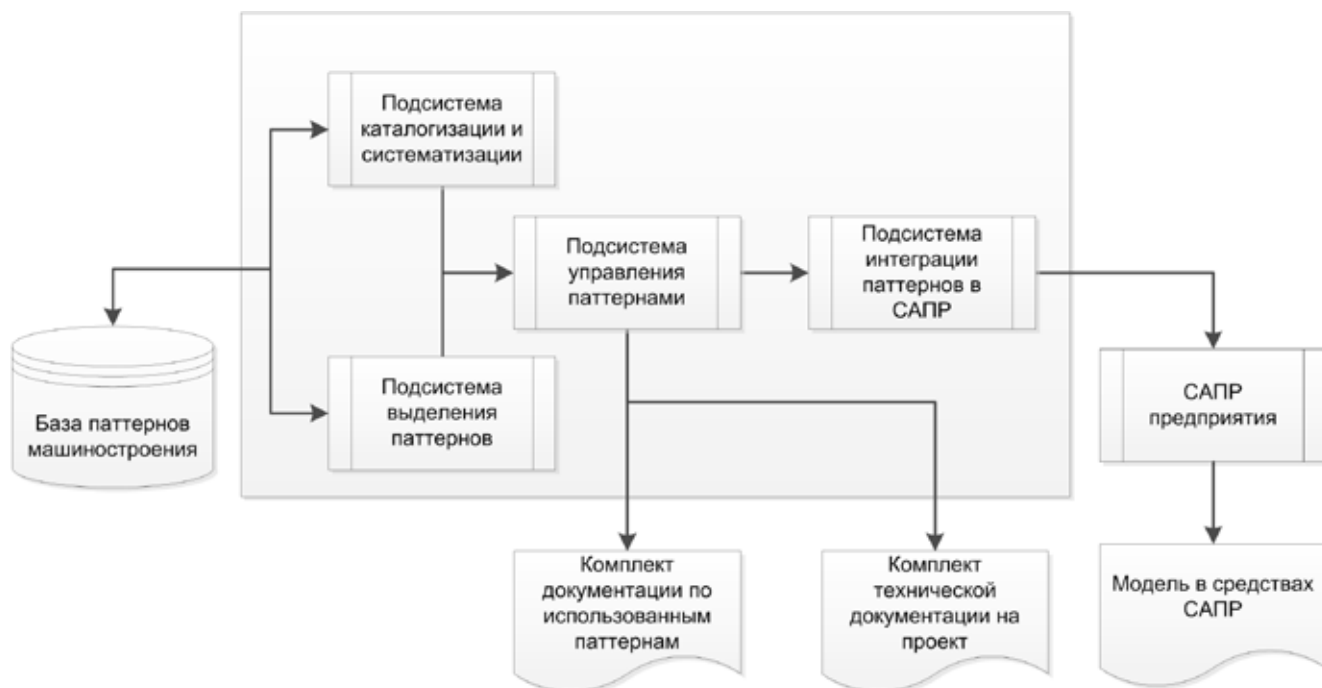 Подсистема
каталогизации и
систематизации
Подсистема
управления
паттернами
Подсистема
интеграции
паттернов в
САПР
База паттернов
машиностроения
Подсистема
выделения
паттернов
САПР
предприятия
Комплект
документации по
использованным
паттернам
Комплект
технической
документации на
проект
Модель в средствах
САПР